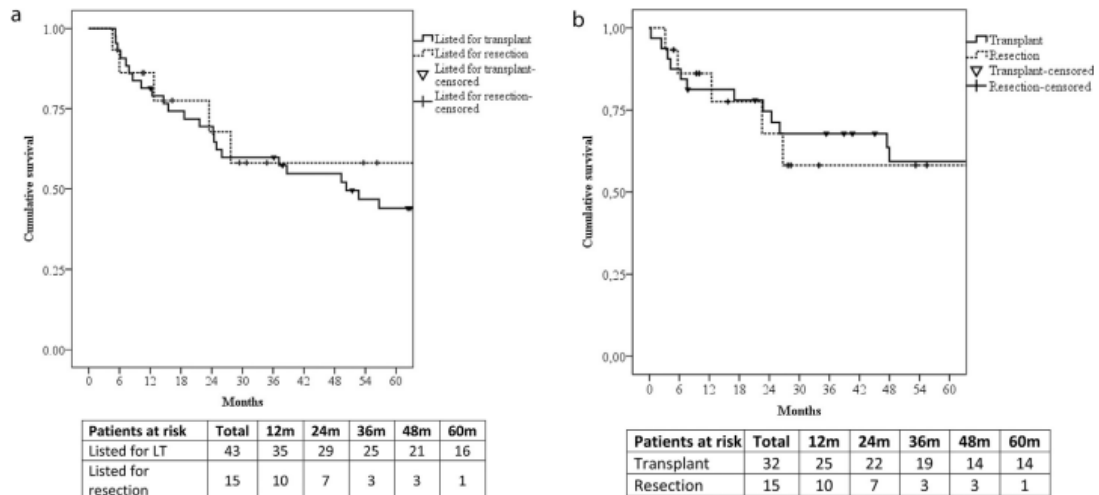 a
1.00
0.75
0.50
0.25
0.00
Cumulative survival
0 6 12 18 24 30 36 42 48 54 60
Months
Listed for transplant
Listed for resection
Listed for transplant-
censored
Listed for resection-
censored
Patients at risk Total 12m 24m 36m 48m 60m
Listed for LT 43 35 29 25 21 16
Listed for
resection 15 10 7 3 3 1
b
1,00
0,75
0,50
0,25
0,00
Cumulative survival
0 6 12 18 24 30 36 42 48 54 60
Months
Transplant
Resection
Transplant-censored
Resection-censored
Patients at risk Total 12m 24m 36m 48m 60m
Transplant 32 25 22 19 14 14
Resection 15 10 7 3 3 1